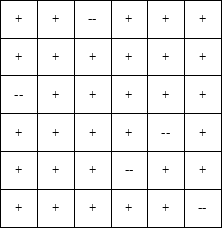 + + -- + + +
+ + + + + +
-- + + + + +
+ + + + -- +
+ + + -- + +
+ + + + + --